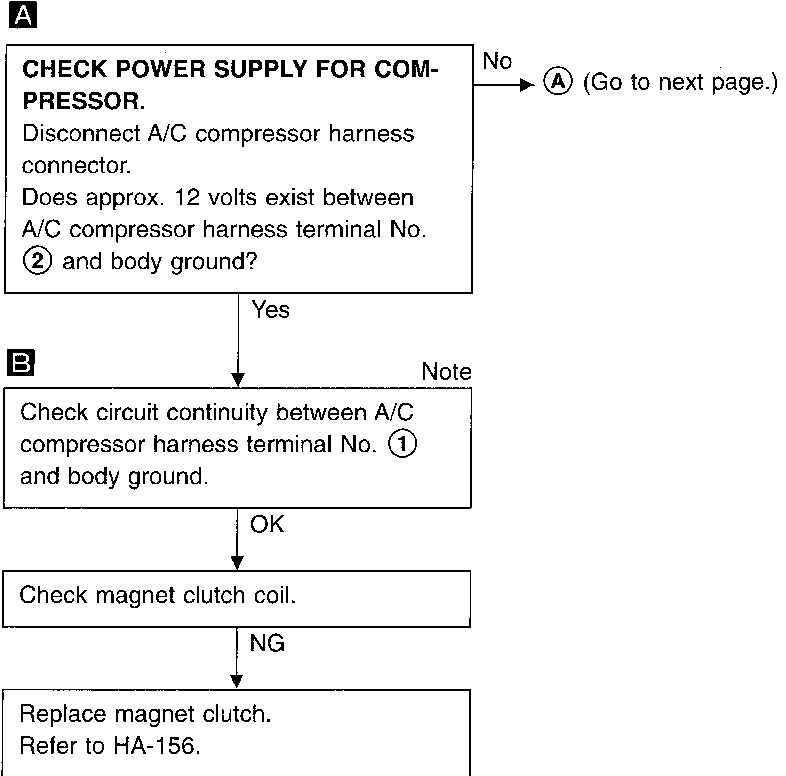 A
CHECK POWER SUPPLY FOR COM-
PRESSOR.
Disconnect A/C compressor harness
connector.
Does approx. 12 volts exist between
A/C compressor harness terminal No.
② and body ground?
No
Ⓐ (Go to next page.)
Yes
B
Note
Check circuit continuity between A/C
compressor harness terminal No. ①
and body ground.
OK
Check magnet clutch coil.
NG
Replace magnet clutch.
Refer to HA-156.